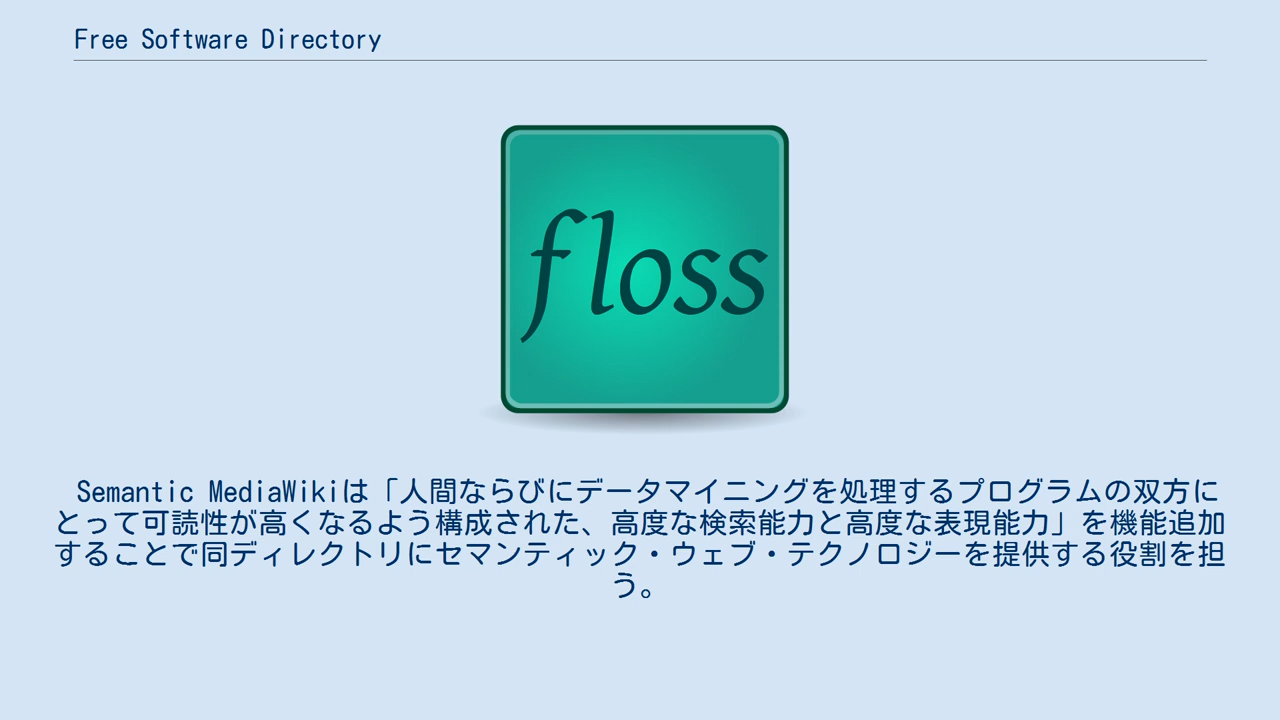 Free Software Directory
floss
Semantic MediaWikiは「人間ならびにデータマイニングを処理するプログラムの双方に
とって可読性が高くなるよう構成された、高度な検索能力と高度な表現能力」を機能追加
することで同ディレクトリにセマンティック・ウェブ・テクノロジーを提供する役割を担
う。